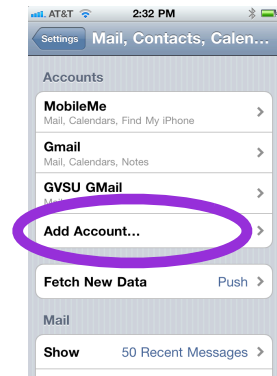 AT&T 2:32 PM
Settings Mail, Contacts, Calen...
Accounts
MobileMe
Mail, Calendars, Find My iPhone
Gmail
Mail, Calendars, Notes
GVSU GMail
Add Account...
Fetch New Data Push
Mail
Show 50 Recent Messages